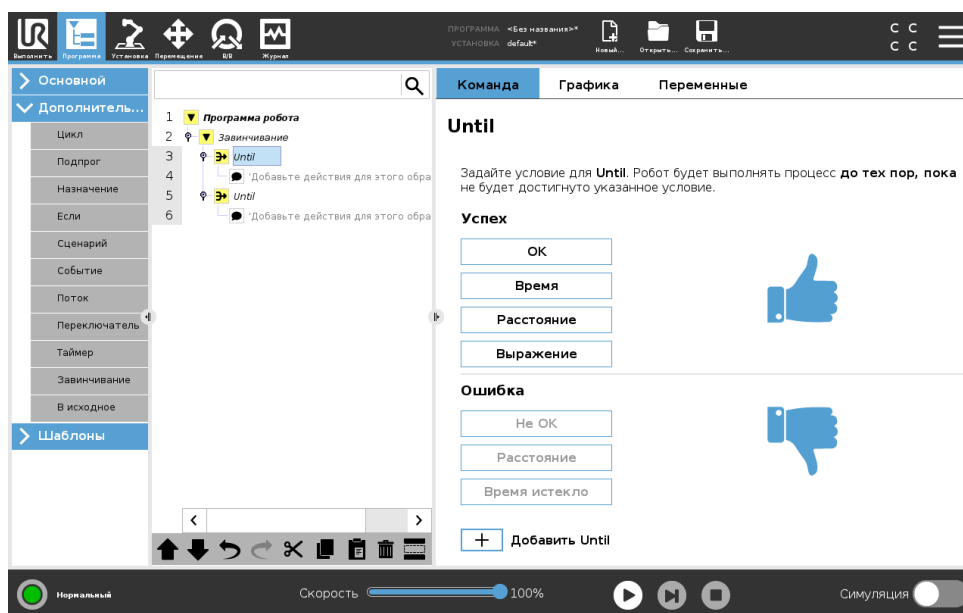 UR
Выполнить
Программа
Установка
Перемещение
В/В
Журнал
ПРОГРАММА <Без названия>*
УСТАНОВКА default*
Новый...
Открыть...
Сохранить...
C C
C C
Основной
Дополнитель...
Цикл
Подпрог
Назначение
Если
Сценарий
Событие
Поток
Переключатель
Таймер
Завинчивание
В исходное
Шаблоны
1 Программа робота
2 Завинчивание
3 Until
4 'Добавьте действия для этого обра
5 Until
6 'Добавьте действия для этого обра
Команда Графика Переменные
Until
Задайте условие для Until. Робот будет выполнять процесс до тех пор, пока
не будет достигнуто указанное условие.
Успех
OK
Время
Расстояние
Выражение
Ошибка
Не OK
Расстояние
Время истекло
Добавить Until
Нормальный
Скорость 100%
Симуляция